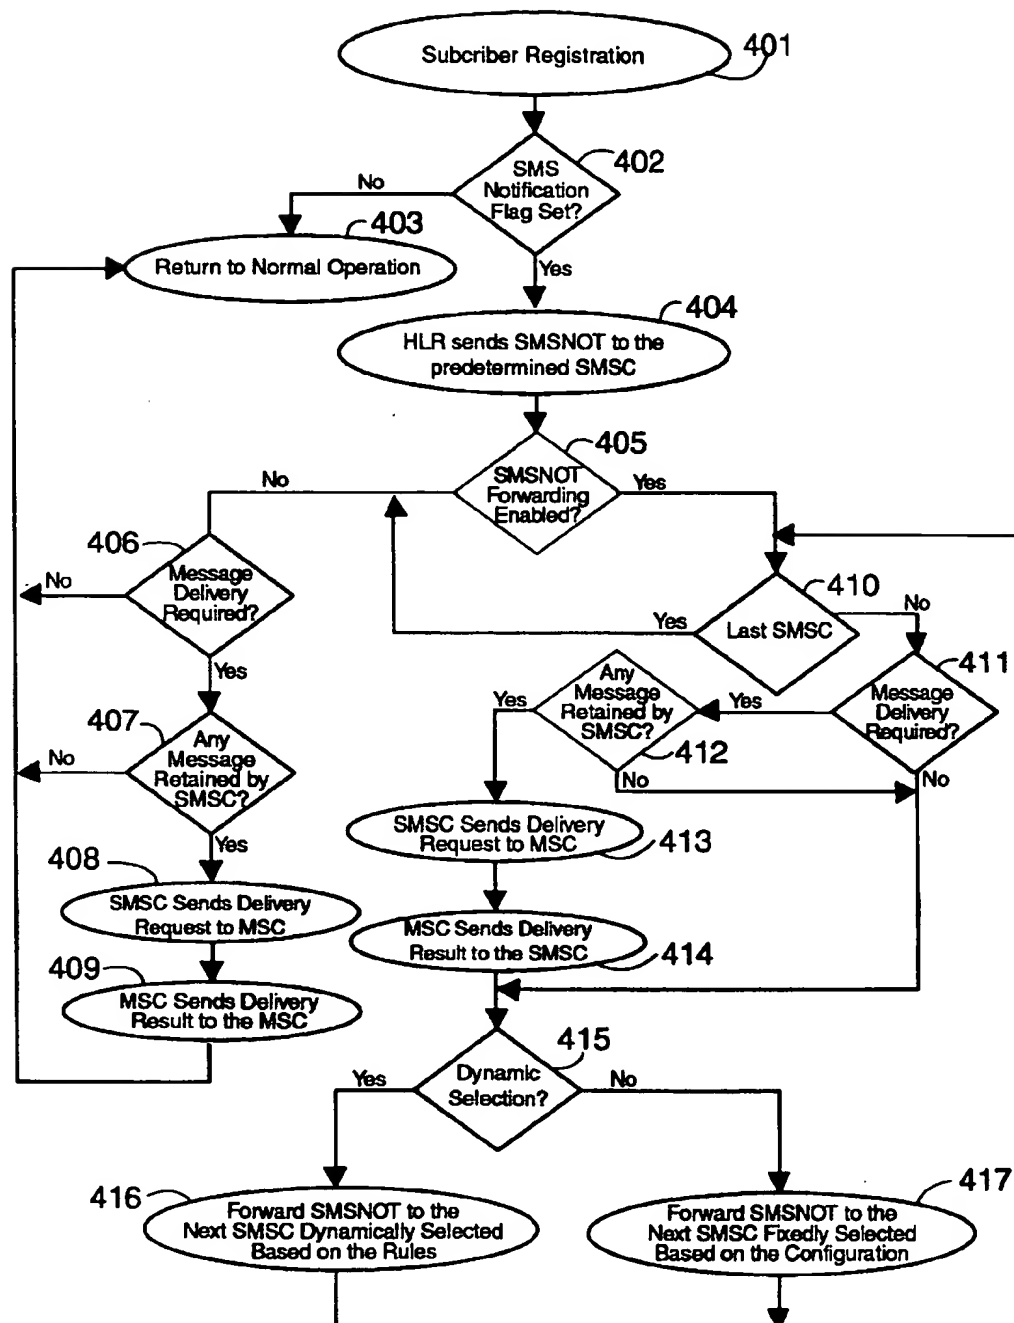 Subcriber Registration
401
SMS
Notification
Flag Set?
402
No
Yes
403
Return to Normal Operation
404
HLR sends SMSNOT to the
predetermined SMSC
405
SMSNOT
Forwarding
Enabled?
No
Yes
406
Message
Delivery
Required?
No
Yes
410
Last SMSC
Yes
No
411
Message
Delivery
Required?
Yes
No
Any
Message
Retained by
SMSC?
412
Yes
No
407
Any
Message
Retained by
SMSC?
No
Yes
SMSC Sends Delivery
Request to MSC
413
408
SMSC Sends Delivery
Request to MSC
MSC Sends Delivery
Result to the SMSC
414
409
MSC Sends Delivery
Result to the MSC
415
Dynamic
Selection?
Yes
No
416
Forward SMSNOT to the
Next SMSC Dynamically Selected
Based on the Rules
417
Forward SMSNOT to the
Next SMSC Fixedly Selected
Based on the Configuration